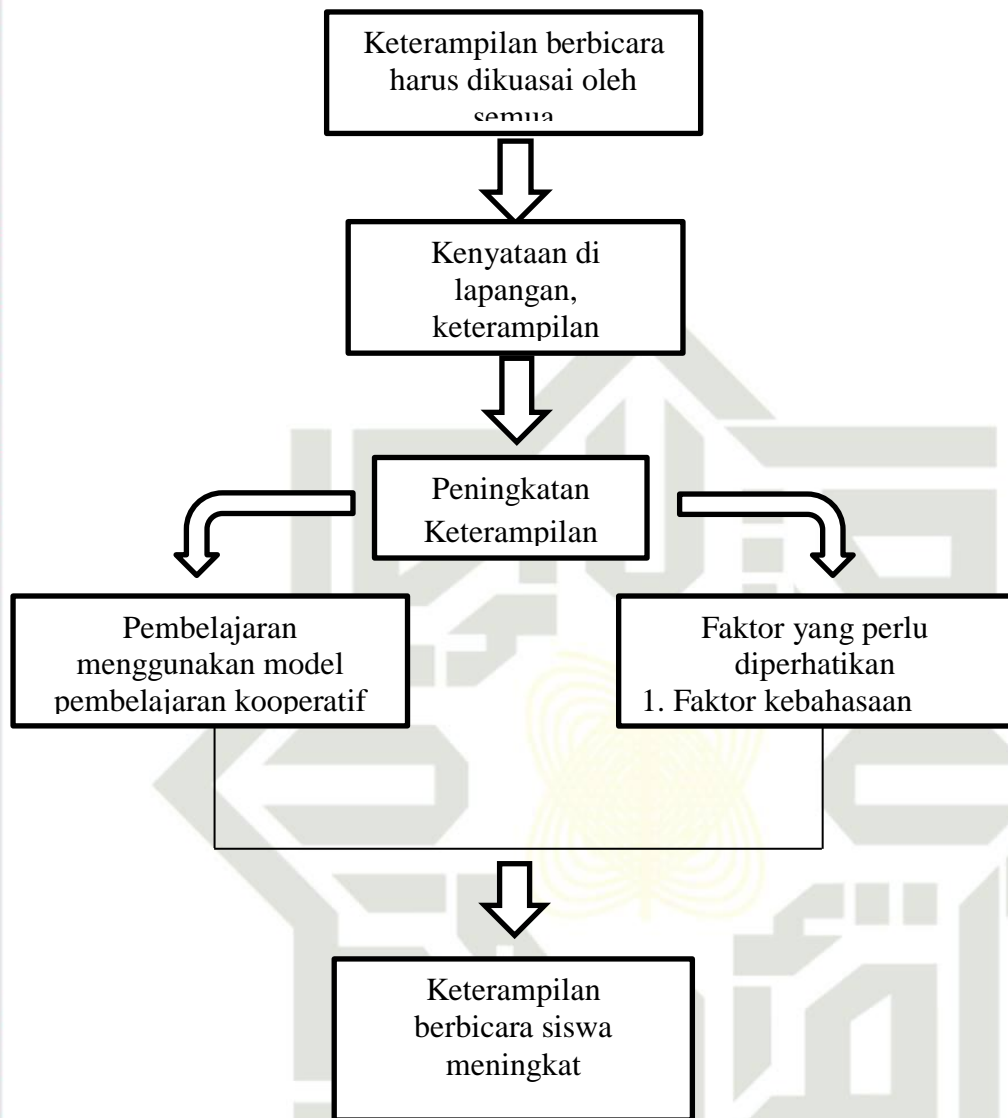 Keterampilan berbicara
harus dikuasai oleh
semua
Kenyataan di
lapangan,
keterampilan
Peningkatan
Keterampilan
Pembelajaran
menggunakan model
pembelajaran kooperatif
Faktor yang perlu
diperhatikan
1. Faktor kebahasaan
Keterampilan
berbicara siswa
meningkat